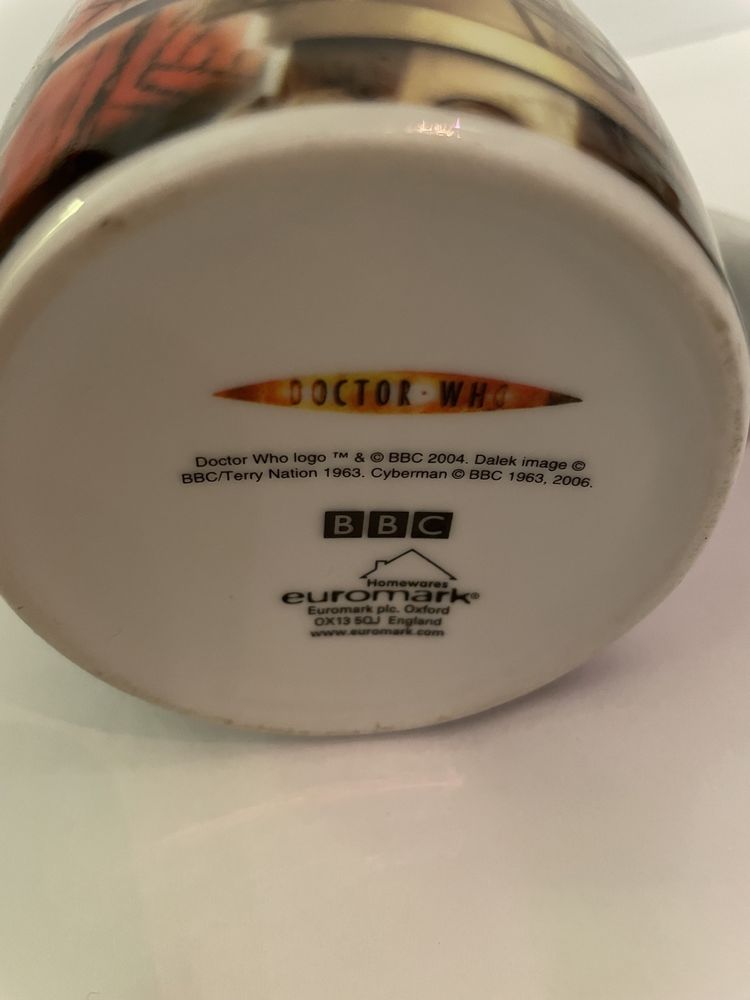 DOCTOR · WHO
Doctor Who logo ™ & © BBC 2004. Dalek image ©
BBC/Terry Nation 1963. Cyberman © BBC 1963, 2006.
BBC
Homewares
euromark®
Euromark plc. Oxford
OX13 5QJ England
www.euromark.com